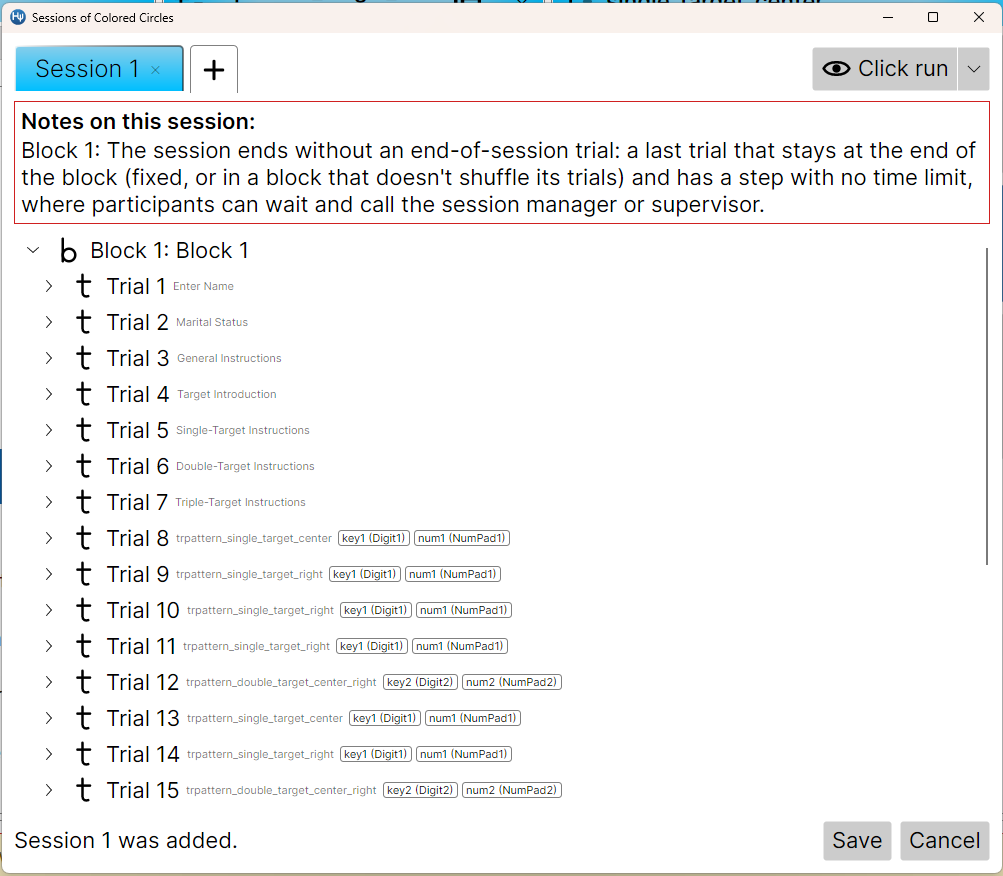 Sessions of Colored Circles
Session 1 ×
+
Click run
Notes on this session:
Block 1: The session ends without an end-of-session trial: a last trial that stays at the end of
the block (fixed, or in a block that doesn't shuffle its trials) and has a step with no time limit,
where participants can wait and call the session manager or supervisor.
b Block 1: Block 1
t Trial 1 Enter Name
t Trial 2 Marital Status
t Trial 3 General Instructions
t Trial 4 Target Introduction
t Trial 5 Single-Target Instructions
t Trial 6 Double-Target Instructions
t Trial 7 Triple-Target Instructions
t Trial 8 trpattern_single_target_center key1 (Digit1) num1 (NumPad1)
t Trial 9 trpattern_single_target_right key1 (Digit1) num1 (NumPad1)
t Trial 10 trpattern_single_target_right key1 (Digit1) num1 (NumPad1)
t Trial 11 trpattern_single_target_right key1 (Digit1) num1 (NumPad1)
t Trial 12 trpattern_double_target_center_right key2 (Digit2) num2 (NumPad2)
t Trial 13 trpattern_single_target_center key1 (Digit1) num1 (NumPad1)
t Trial 14 trpattern_single_target_right key1 (Digit1) num1 (NumPad1)
t Trial 15 trpattern_double_target_center_right key2 (Digit2) num2 (NumPad2)
Session 1 was added.
Save
Cancel